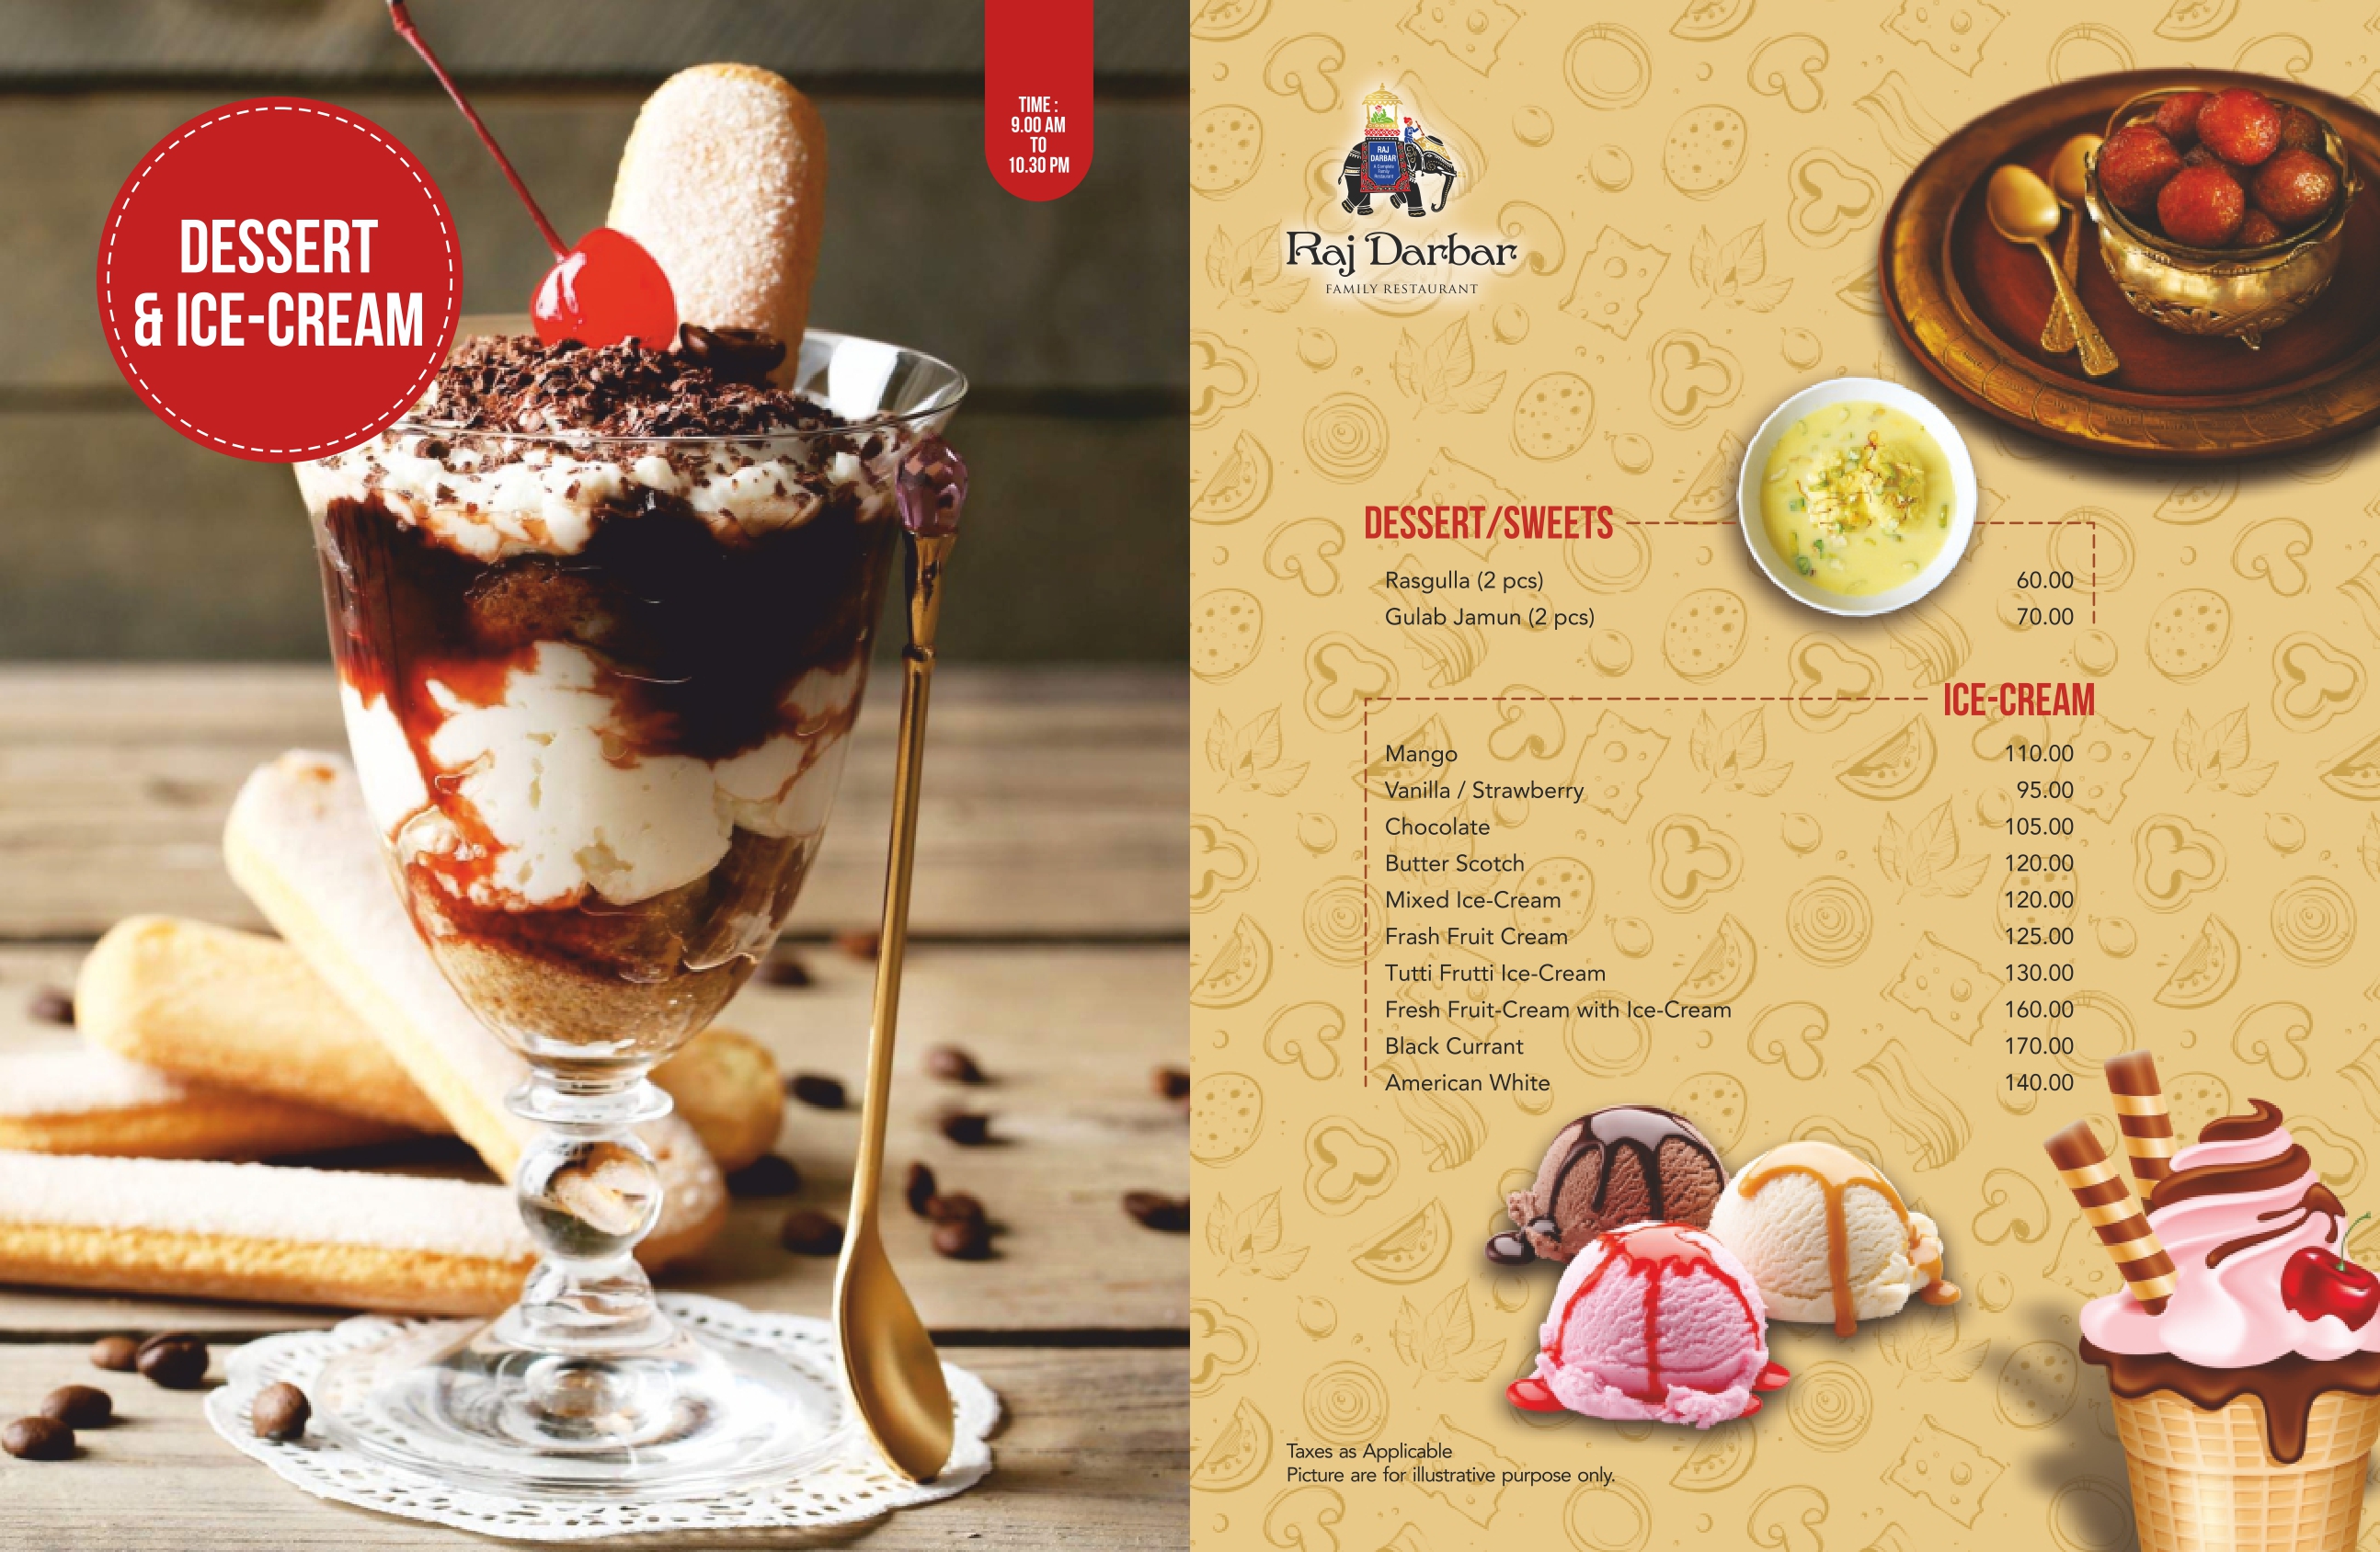 DESSERT
& ICE-CREAM
TIME :
9.00 AM
TO
10.30 PM
RAJ
DARBAR
A Complete
Family
Restaurant
Raj Darbar
FAMILY RESTAURANT
DESSERT/SWEETS
Rasgulla (2 pcs) 60.00
Gulab Jamun (2 pcs) 70.00
ICE-CREAM
Mango 110.00
Vanilla / Strawberry 95.00
Chocolate 105.00
Butter Scotch 120.00
Mixed Ice-Cream 120.00
Frash Fruit Cream 125.00
Tutti Frutti Ice-Cream 130.00
Fresh Fruit-Cream with Ice-Cream 160.00
Black Currant 170.00
American White 140.00
Taxes as Applicable
Picture are for illustrative purpose only.